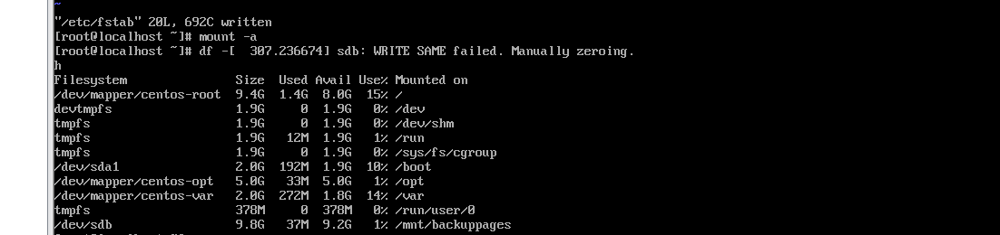 ~
"/etc/fstab" 20L, 692C written
[root@localhost ~]# mount -a
[root@localhost ~]# df -[  307.236674] sdb: WRITE SAME failed. Manually zeroing.
h
Filesystem               Size  Used Avail Use% Mounted on
/dev/mapper/centos-root  9.4G  1.4G  8.0G  15% /
devtmpfs                 1.9G     0  1.9G   0% /dev
tmpfs                    1.9G     0  1.9G   0% /dev/shm
tmpfs                    1.9G   12M  1.9G   1% /run
tmpfs                    1.9G     0  1.9G   0% /sys/fs/cgroup
/dev/sda1                2.0G  192M  1.9G  10% /boot
/dev/mapper/centos-opt   5.0G   33M  5.0G   1% /opt
/dev/mapper/centos-var   2.0G  272M  1.8G  14% /var
tmpfs                    378M     0  378M   0% /run/user/0
/dev/sdb                 9.8G   37M  9.2G   1% /mnt/backuppages